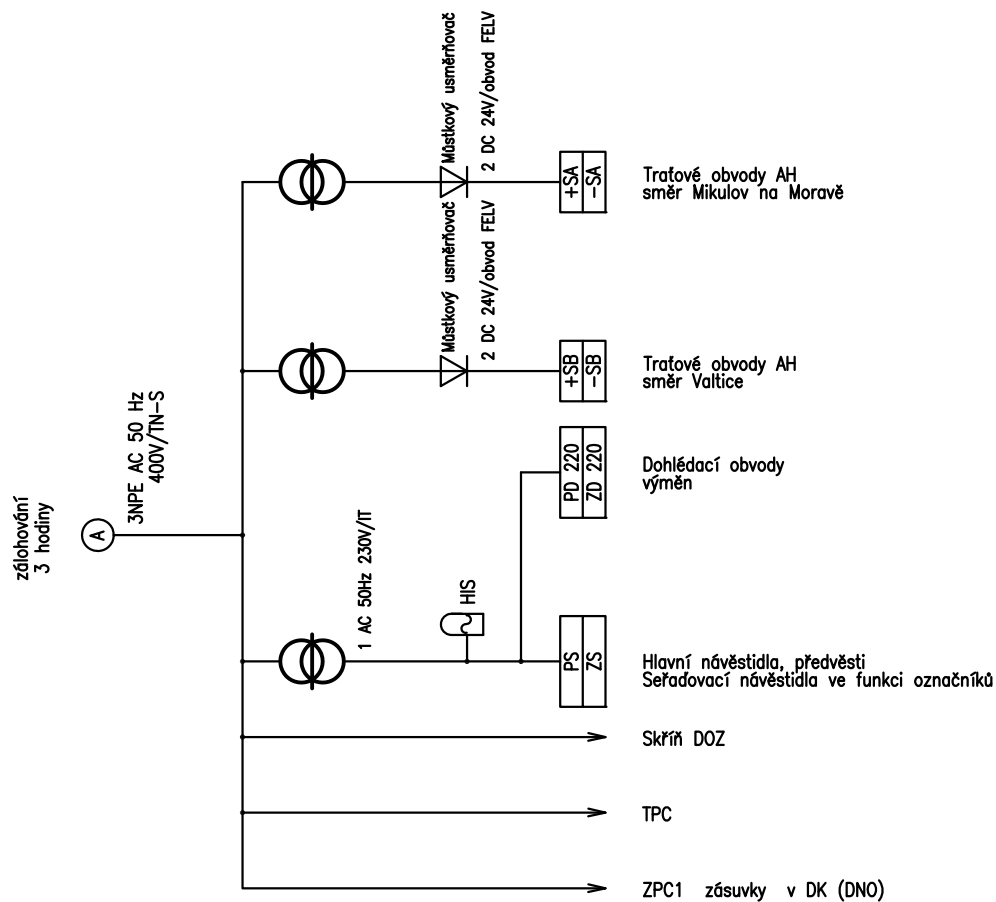 zálohování
3 hodiny
A
3NPE AC 50 Hz
400V/TN-S
Můstkový usměrňovač
2 DC 24V/obvod FELV
+SA
-SA
Traťové obvody AH
směr Mikulov na Moravě
Můstkový usměrňovač
2 DC 24V/obvod FELV
+SB
-SB
Traťové obvody AH
směr Valtice
PD 220
ZD 220
Dohlédací obvody
výměn
1 AC 50Hz 230V/IT
HIS
PS
ZS
Hlavní návěstidla, předvěsti
Seřaďovací návěstidla ve funkci označníků
Skříň DOZ
TPC
ZPC1 zásuvky v DK (DNO)